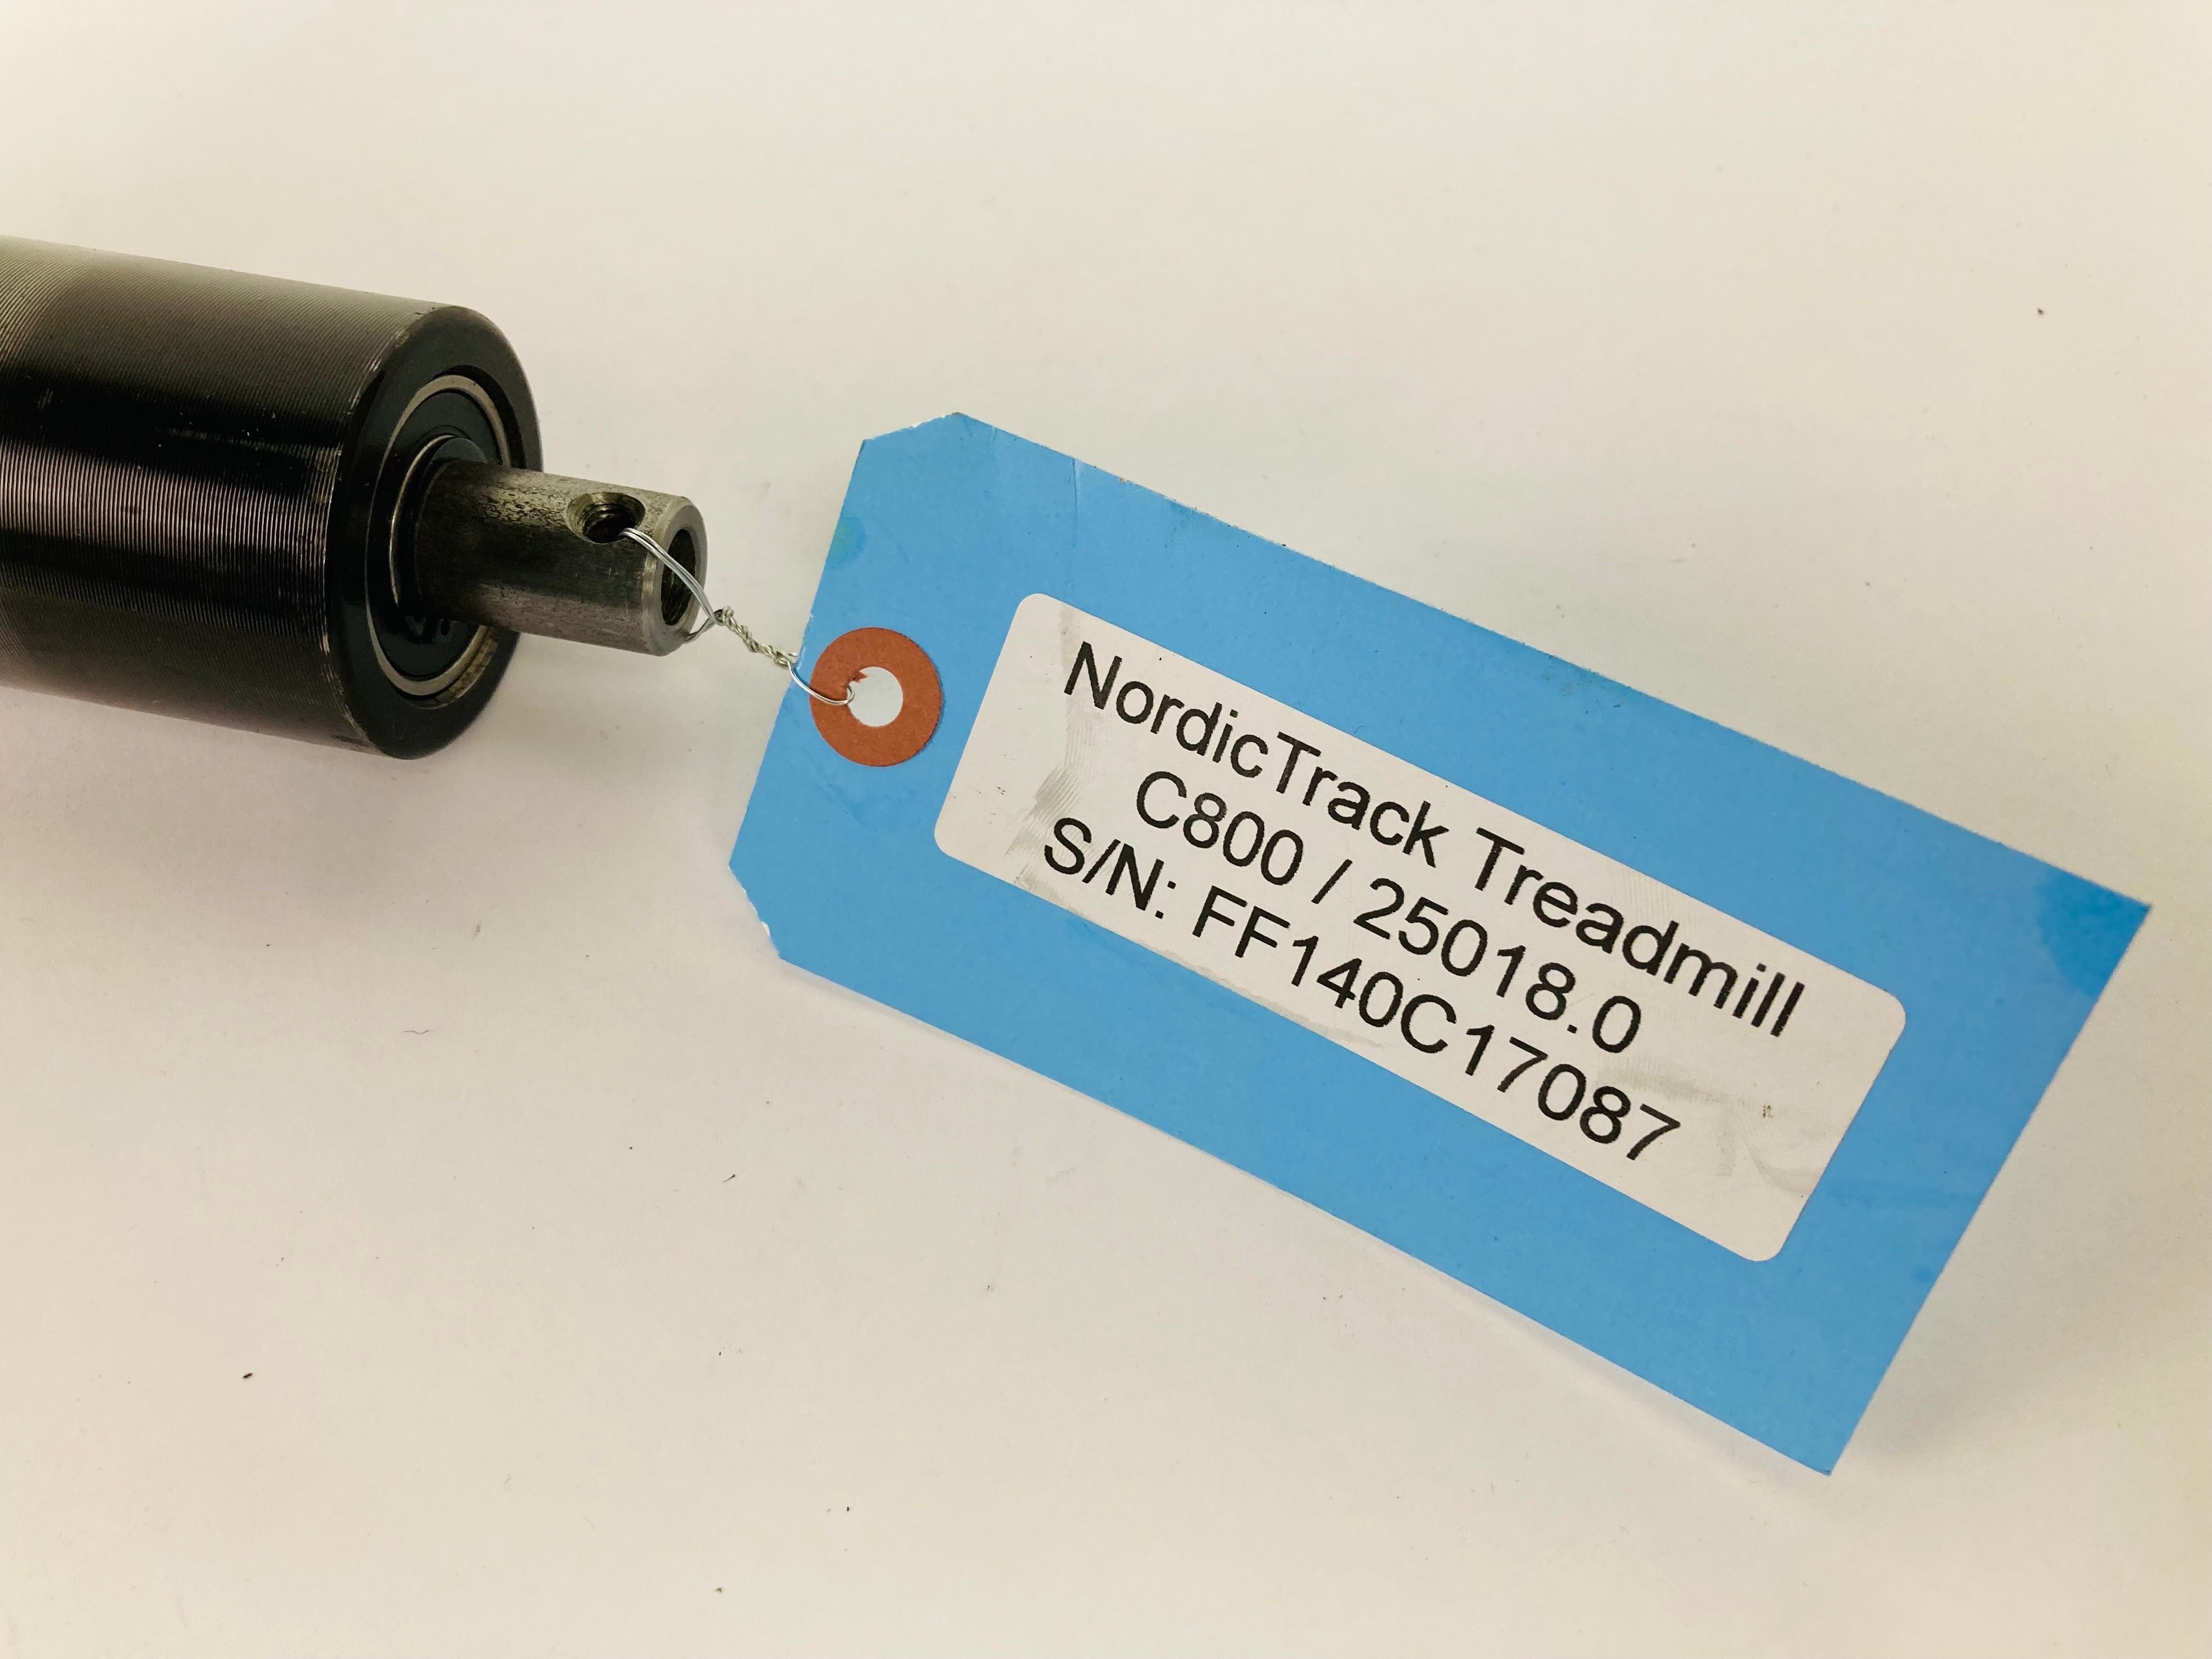 NordicTrack Treadmill
C800 / 25018.0
S/N: FF140C17087